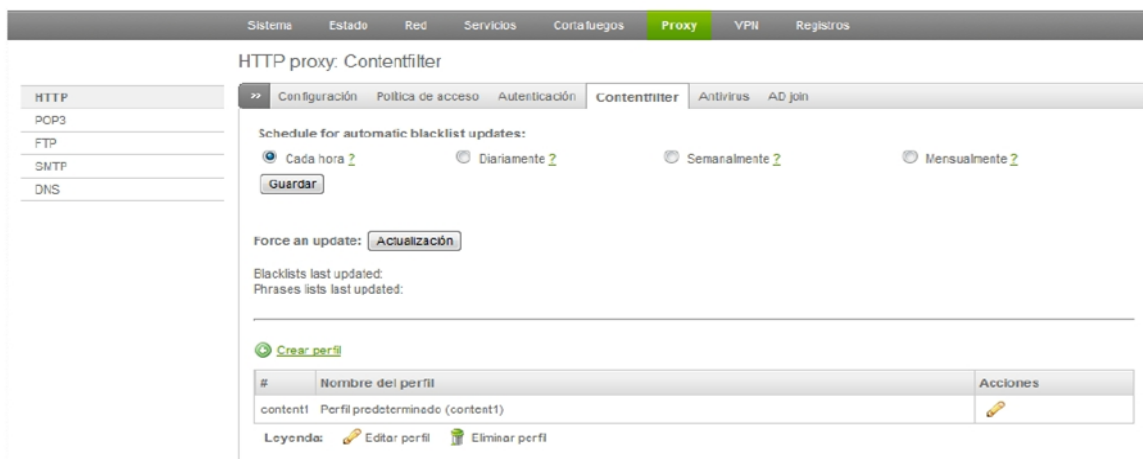 Sistema Estado Red Servicios Cortafuegos Proxy VPN Registros
HTTP proxy: Contentfilter
HTTP
POP3
FTP
SMTP
DNS
>> Configuración Política de acceso Autenticación Contentfilter Antivirus AD join
Schedule for automatic blacklist updates:
Cada hora ? Diariamente ? Semanalmente ? Mensualmente ?
Guardar
Force an update: Actualización
Blacklists last updated:
Phrases lists last updated:
Crear perfil
# Nombre del perfil Acciones
content1 Perfil predeterminado (content1)
Leyenda: Editar perfil Eliminar perfil